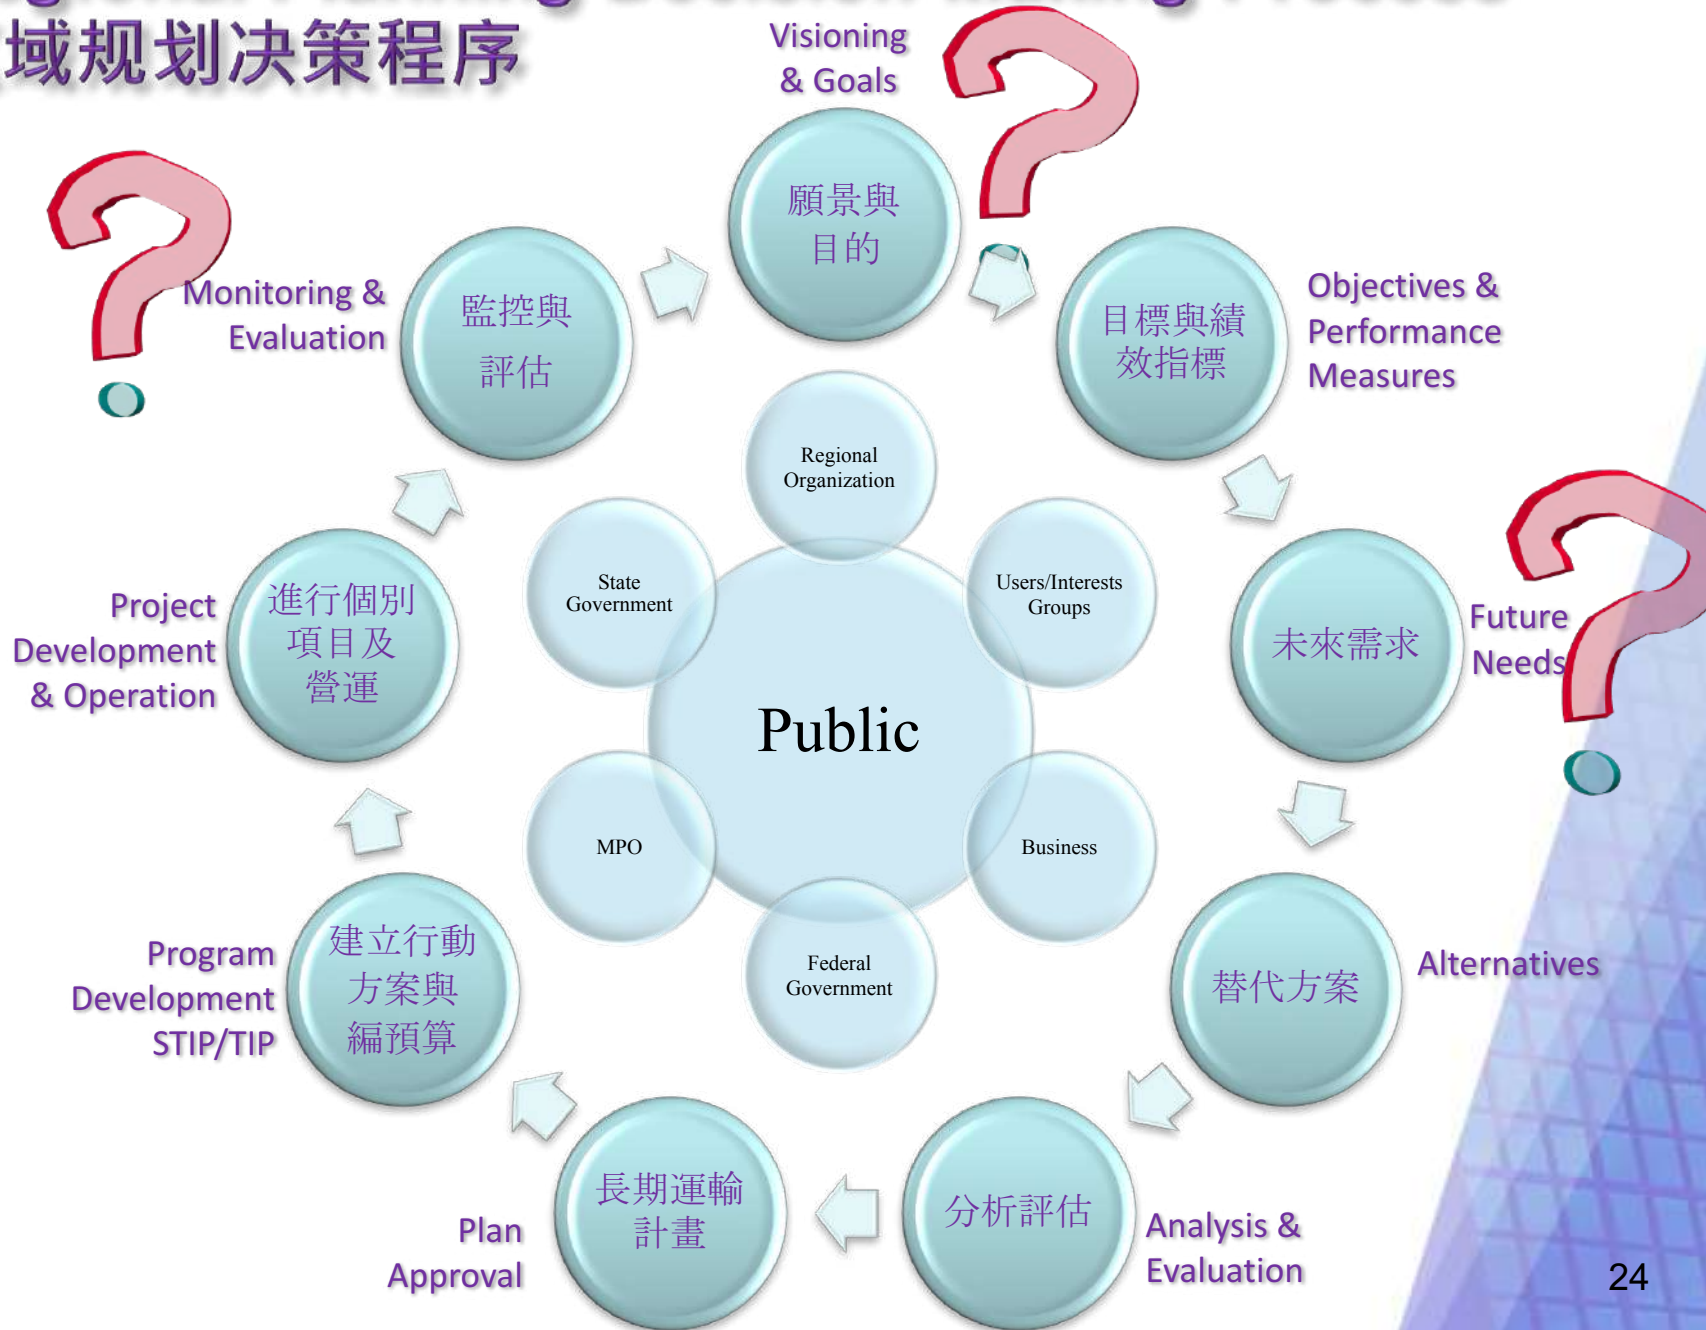 域规划决策程序
Visioning
& Goals
願景與
目的
Objectives &
Performance
Measures
目標與績
效指標
Future
Needs
未來需求
Alternatives
替代方案
Analysis &
Evaluation
分析評估
Plan
Approval
長期運輸
計畫
Program
Development
STIP/TIP
建立行動
方案與
編預算
Project
Development
& Operation
進行個別
項目及
營運
Monitoring &
Evaluation
監控與
評估
Regional
Organization
Users/Interests
Groups
Business
Federal
Government
MPO
State
Government
Public
24